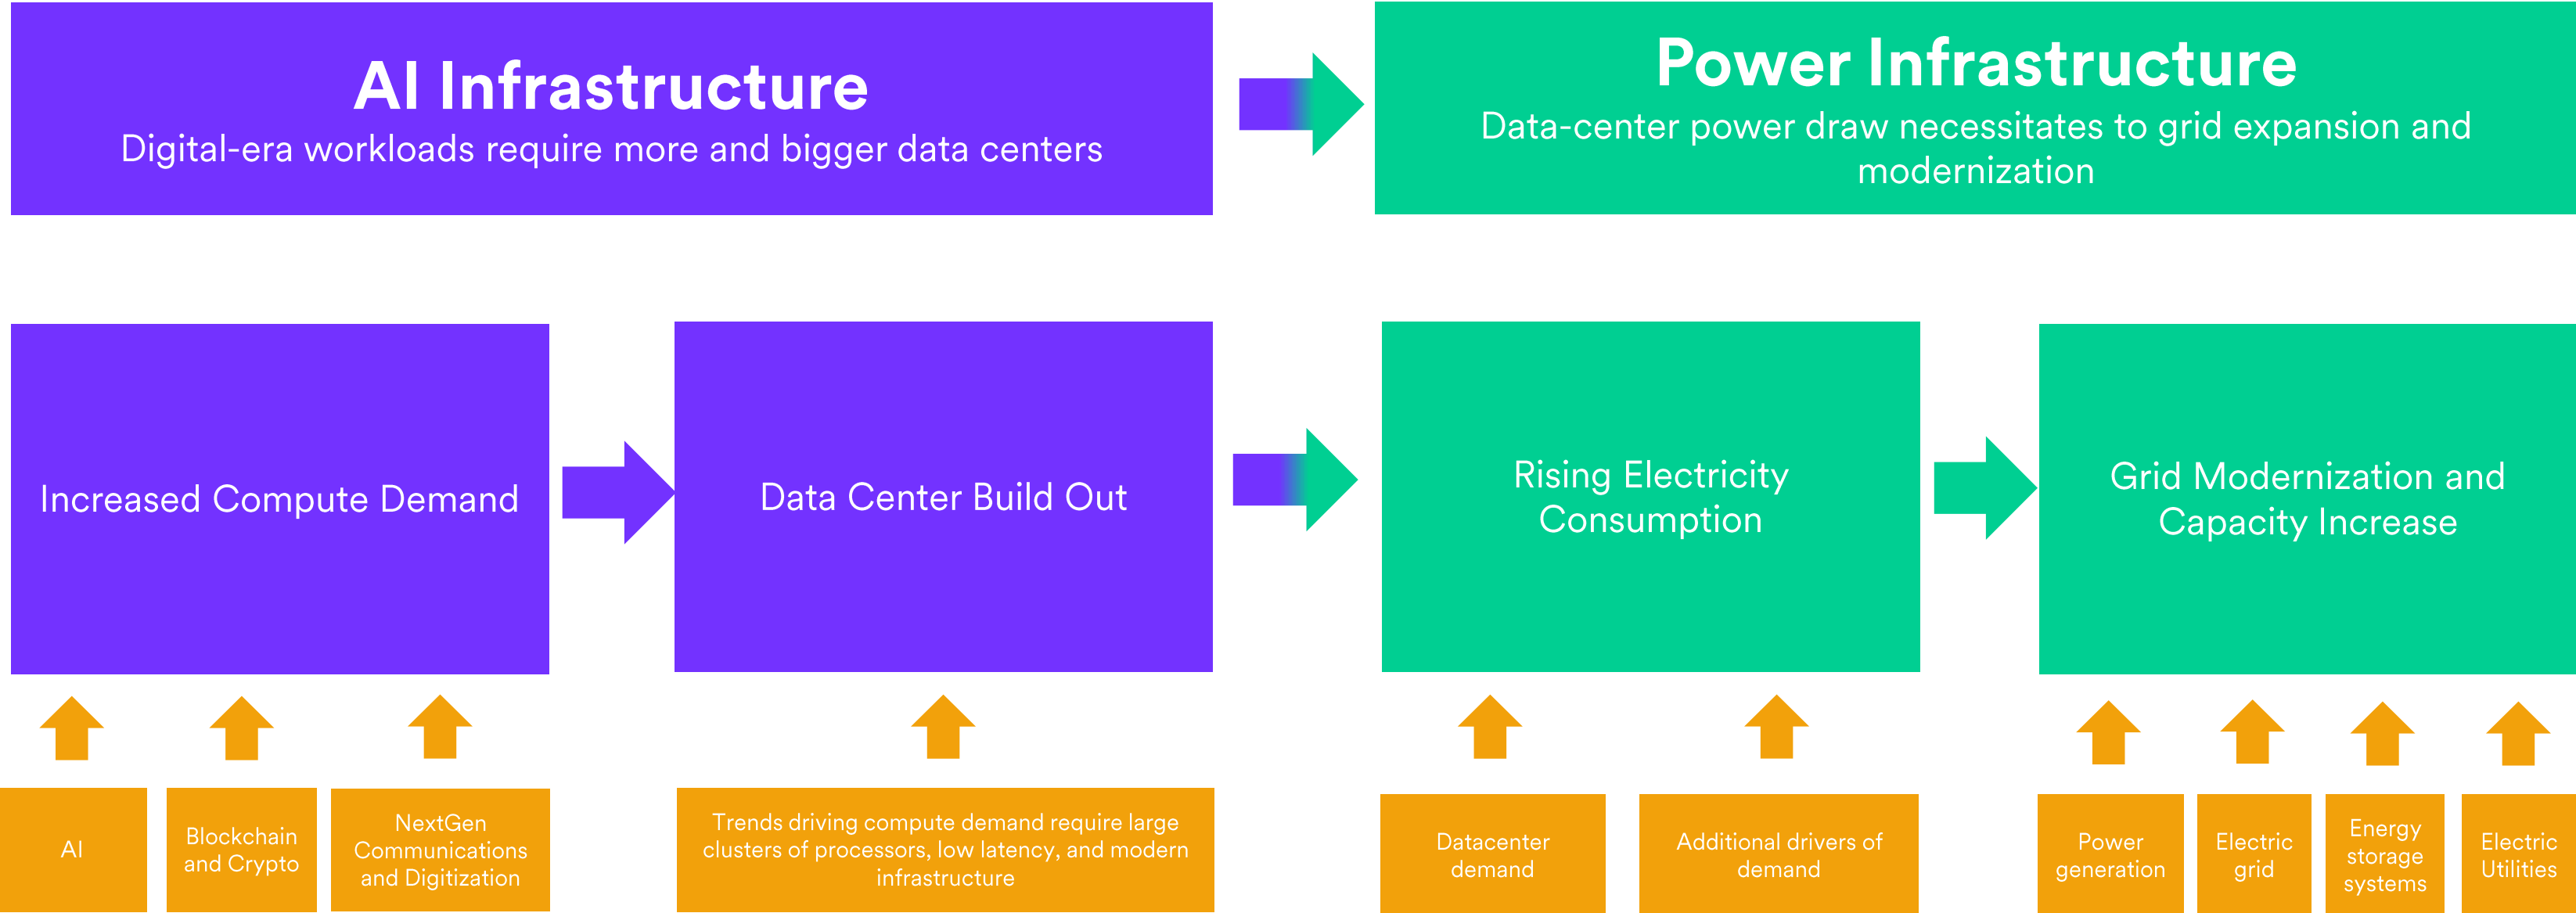 AI Infrastructure
Digital-era workloads require more and bigger data centers
Power Infrastructure
Data-center power draw necessitates to grid expansion and
modernization
Increased Compute Demand
Data Center Build Out
Rising Electricity
Consumption
Grid Modernization and
Capacity Increase
AI
Blockchain
and Crypto
NextGen
Communications
and Digitization
Trends driving compute demand require large
clusters of processors, low latency, and modern
infrastructure
Datacenter
demand
Additional drivers of
demand
Power
generation
Electric
grid
Energy
storage
systems
Electric
Utilities